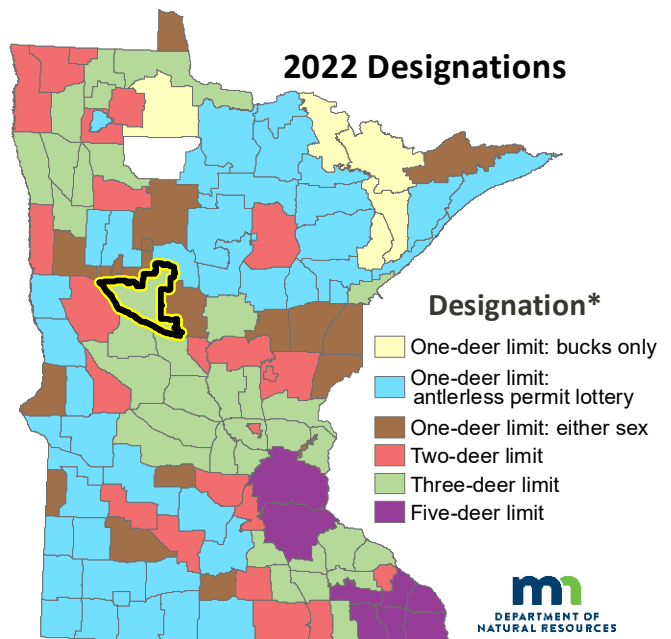 2022 Designations
Designation*
One-deer limit: bucks only
One-deer limit:
antlerless permit lottery
One-deer limit: either sex
Two-deer limit
Three-deer limit
Five-deer limit
mn
DEPARTMENT OF
NATURAL RESOURCES